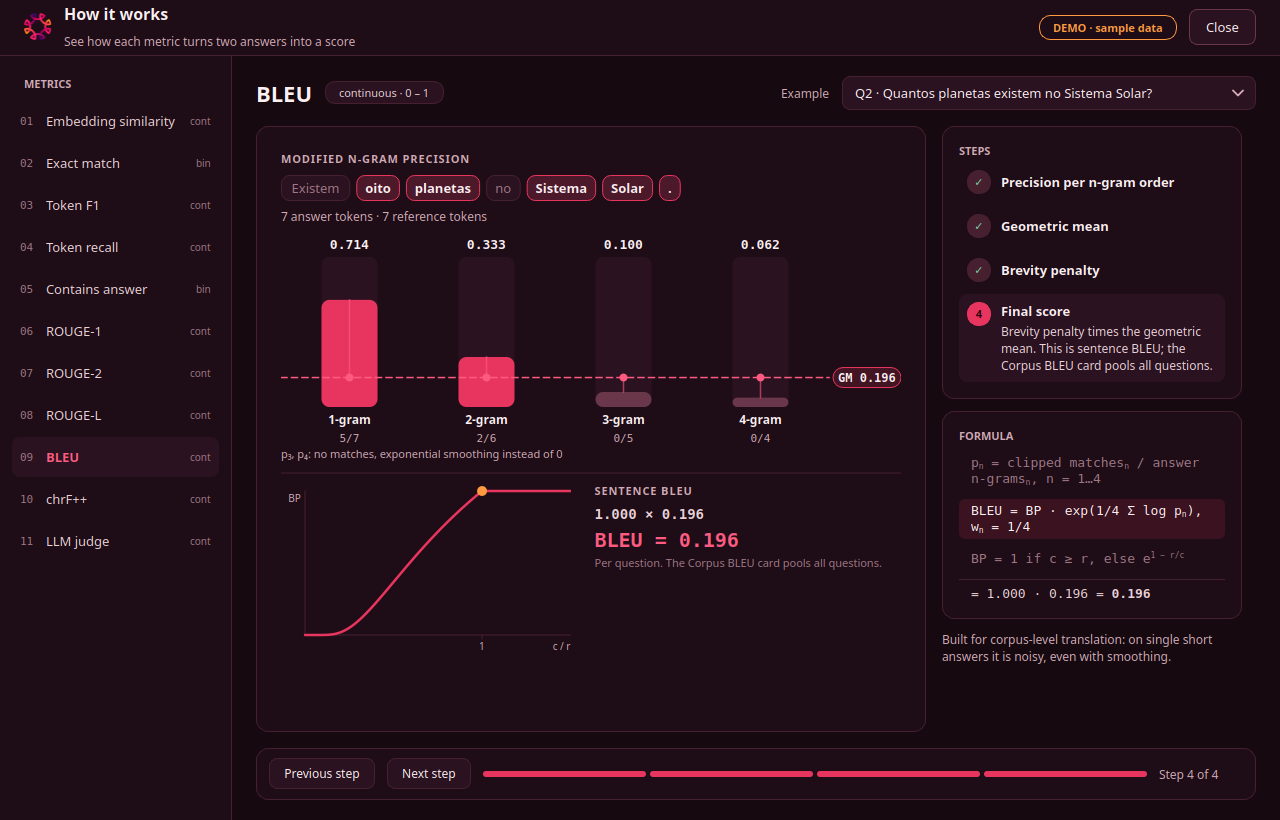 How it works
See how each metric turns two answers into a score
DEMO · sample data
Close
METRICS
01 Embedding similarity cont
02 Exact match bin
03 Token F1 cont
04 Token recall cont
05 Contains answer bin
06 ROUGE-1 cont
07 ROUGE-2 cont
08 ROUGE-L cont
09 BLEU cont
10 chrF++ cont
11 LLM judge cont
BLEU
continuous · 0 – 1
Example
Q2 · Quantos planetas existem no Sistema Solar?
MODIFIED N-GRAM PRECISION
Existem oito planetas no Sistema Solar .
7 answer tokens · 7 reference tokens
0.714 0.333 0.100 0.062
GM 0.196
1-gram 2-gram 3-gram 4-gram
5/7 2/6 0/5 0/4
p₃, p₄: no matches, exponential smoothing instead of 0
BP
1
c / r
SENTENCE BLEU
1.000 × 0.196
BLEU = 0.196
Per question. The Corpus BLEU card pools all questions.
STEPS
✓ Precision per n-gram order
✓ Geometric mean
✓ Brevity penalty
4 Final score
Brevity penalty times the geometric
mean. This is sentence BLEU; the
Corpus BLEU card pools all questions.
FORMULA
pₙ = clipped matchesₙ / answer
n-gramsₙ, n = 1…4
BLEU = BP · exp(1/4 Σ log pₙ),
wₙ = 1/4
BP = 1 if c ≥ r, else e^1 − r/c
= 1.000 · 0.196 = 0.196
Built for corpus-level translation: on single short
answers it is noisy, even with smoothing.
Previous step
Next step
Step 4 of 4